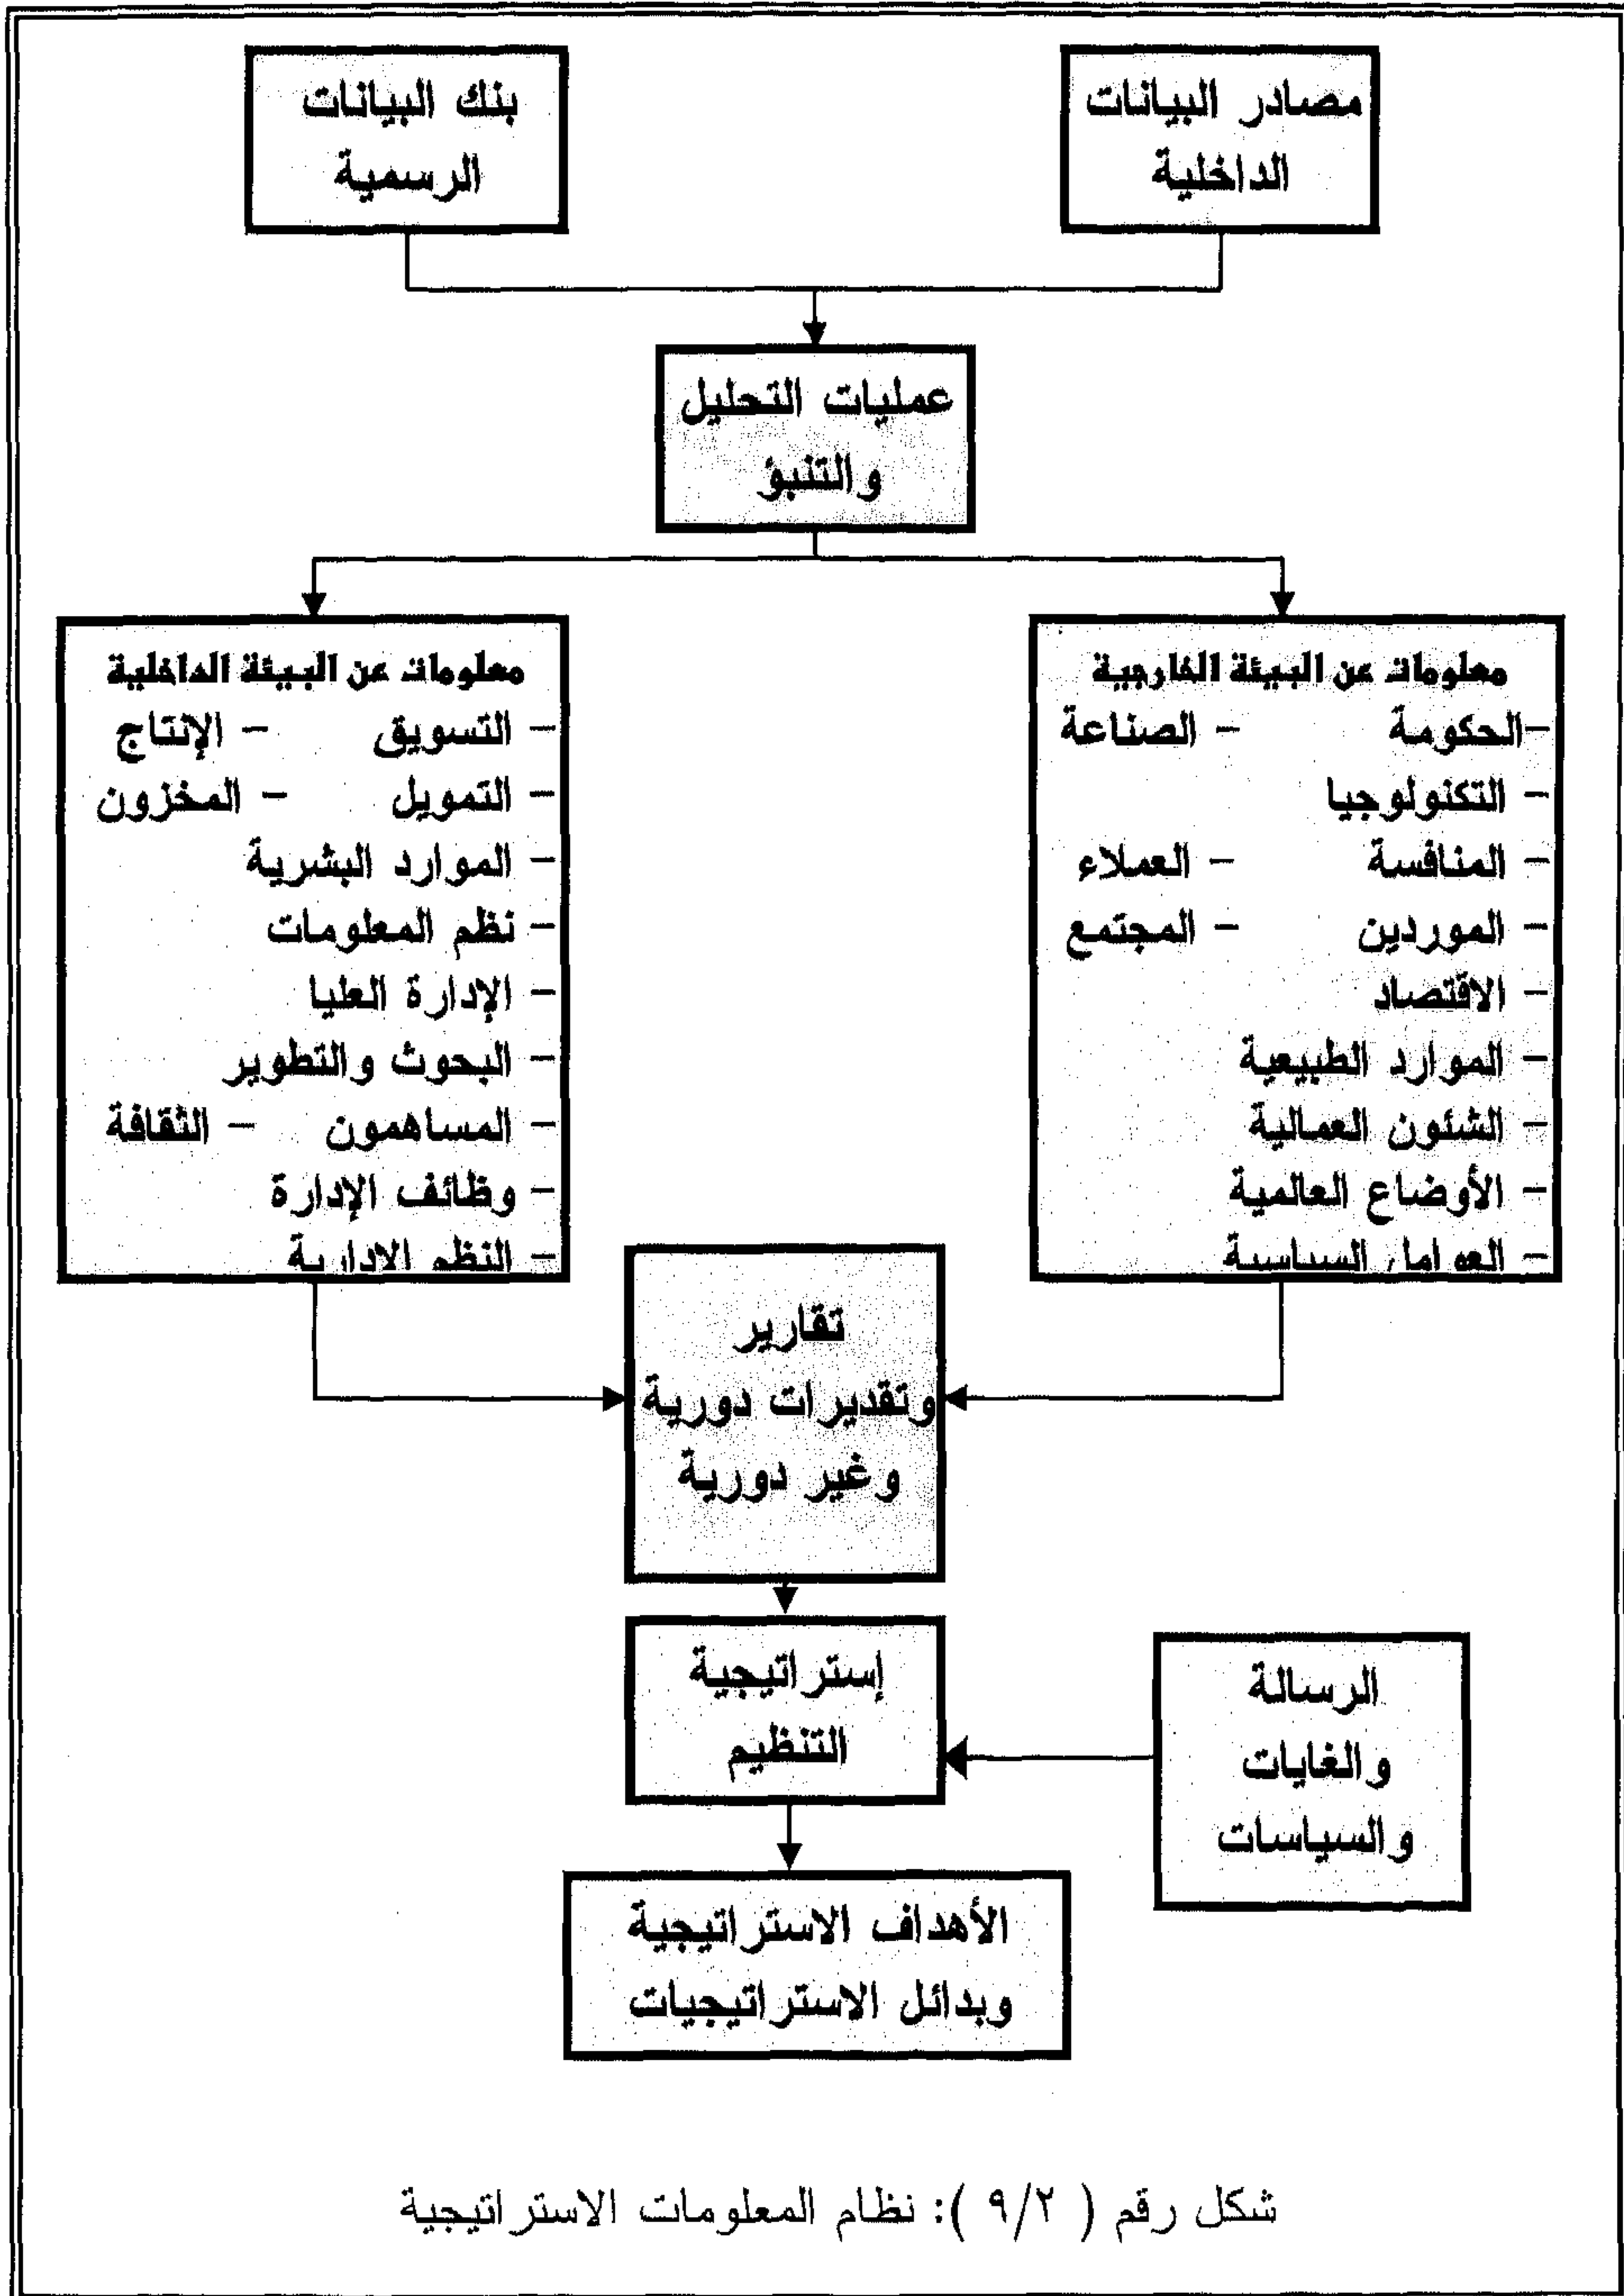 مصادر البيانات
الداخلية
بنك البيانات
الرسمية
عمليات التحليل
والتنبؤ
معلومات عن البيئة الخارجية
-الحكومة - الصناعة
- التكنولوجيا
- المنافسة - العملاء
- الموردين - المجتمع
- الاقتصاد
- الموارد الطبيعية
- الشئون العمالية
- الأوضاع العالمية
- العوامل السياسية
معلومات عن البيئة الداخلية
- التسويق - الإنتاج
- التمويل - المخزون
- الموارد البشرية
- نظم المعلومات
- الإدارة العليا
- البحوث والتطوير
- المساهمون - الثقافة
- وظائف الإدارة
- النظم الإدارية
تقارير
وتقديرات دورية
وغير دورية
إستراتيجية
التنظيم
الرسالة
والغايات
والسياسات
الأهداف الاستراتيجية
وبدائل الاستراتيجيات
شكل رقم ( ٩/٢ ): نظام المعلومات الاستراتيجية